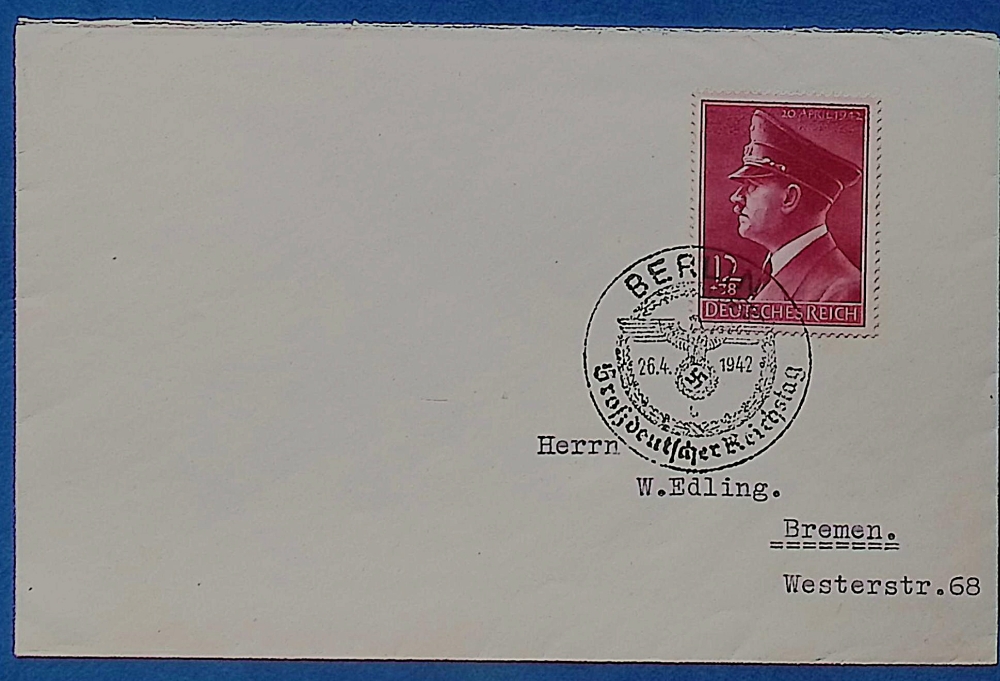 20 APRIL 1942
12
+38
DEUTSCHES REICH
BERLIN
26.4. 1942
b
Großdeutscher Reichstag
Herrn
W.Edling.
Bremen.
Westerstr.68